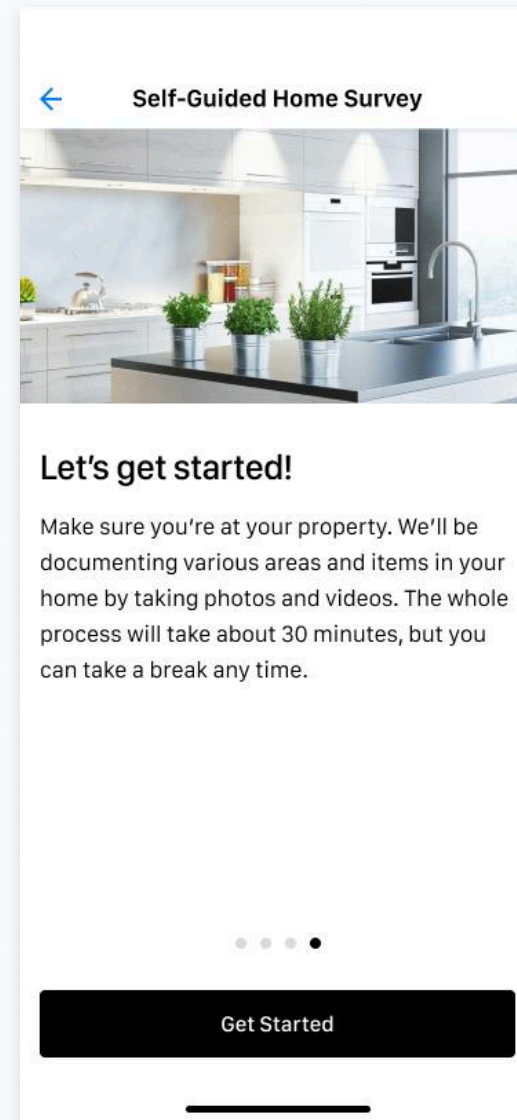 Self-Guided Home Survey
Let's get started!
Make sure you're at your property. We'll be
documenting various areas and items in your
home by taking photos and videos. The whole
process will take about 30 minutes, but you
can take a break any time.
Get Started